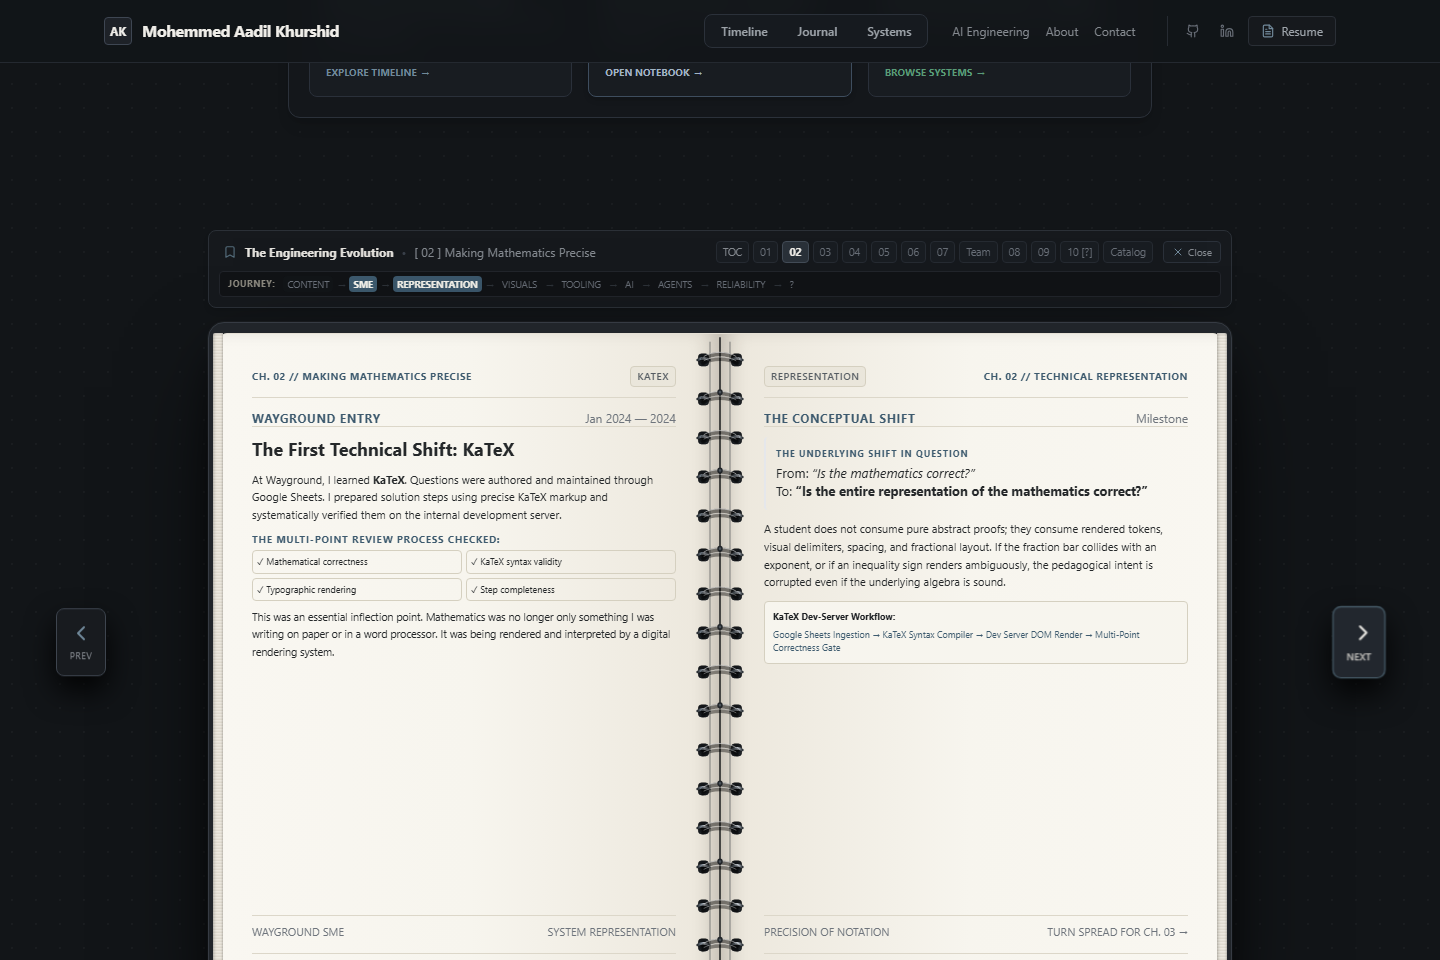 AK Mohemmed Aadil Khurshid Timeline Journal Systems AI Engineering About Contact Resume
EXPLORE TIMELINE → OPEN NOTEBOOK → BROWSE SYSTEMS →
The Engineering Evolution · [ 02 ] Making Mathematics Precise TOC 01 02 03 04 05 06 07 Team 08 09 10 [?] Catalog × Close
JOURNEY: CONTENT → SME → REPRESENTATION → VISUALS → TOOLING → AI → AGENTS → RELIABILITY → ?
CH. 02 // MAKING MATHEMATICS PRECISE KATEX
WAYGROUND ENTRY Jan 2024 — 2024
The First Technical Shift: KaTeX
At Wayground, I learned KaTeX. Questions were authored and maintained through
Google Sheets. I prepared solution steps using precise KaTeX markup and
systematically verified them on the internal development server.
THE MULTI-POINT REVIEW PROCESS CHECKED:
✓ Mathematical correctness ✓ KaTeX syntax validity
✓ Typographic rendering ✓ Step completeness
This was an essential inflection point. Mathematics was no longer only something I was
writing on paper or in a word processor. It was being rendered and interpreted by a digital
rendering system.
WAYGROUND SME SYSTEM REPRESENTATION
REPRESENTATION CH. 02 // TECHNICAL REPRESENTATION
THE CONCEPTUAL SHIFT Milestone
THE UNDERLYING SHIFT IN QUESTION
From: “Is the mathematics correct?”
To: “Is the entire representation of the mathematics correct?”
A student does not consume pure abstract proofs; they consume rendered tokens,
visual delimiters, spacing, and fractional layout. If the fraction bar collides with an
exponent, or if an inequality sign renders ambiguously, the pedagogical intent is
corrupted even if the underlying algebra is sound.
KaTeX Dev-Server Workflow:
Google Sheets Ingestion → KaTeX Syntax Compiler → Dev Server DOM Render → Multi-Point
Correctness Gate
PRECISION OF NOTATION TURN SPREAD FOR CH. 03 →
PREV
NEXT